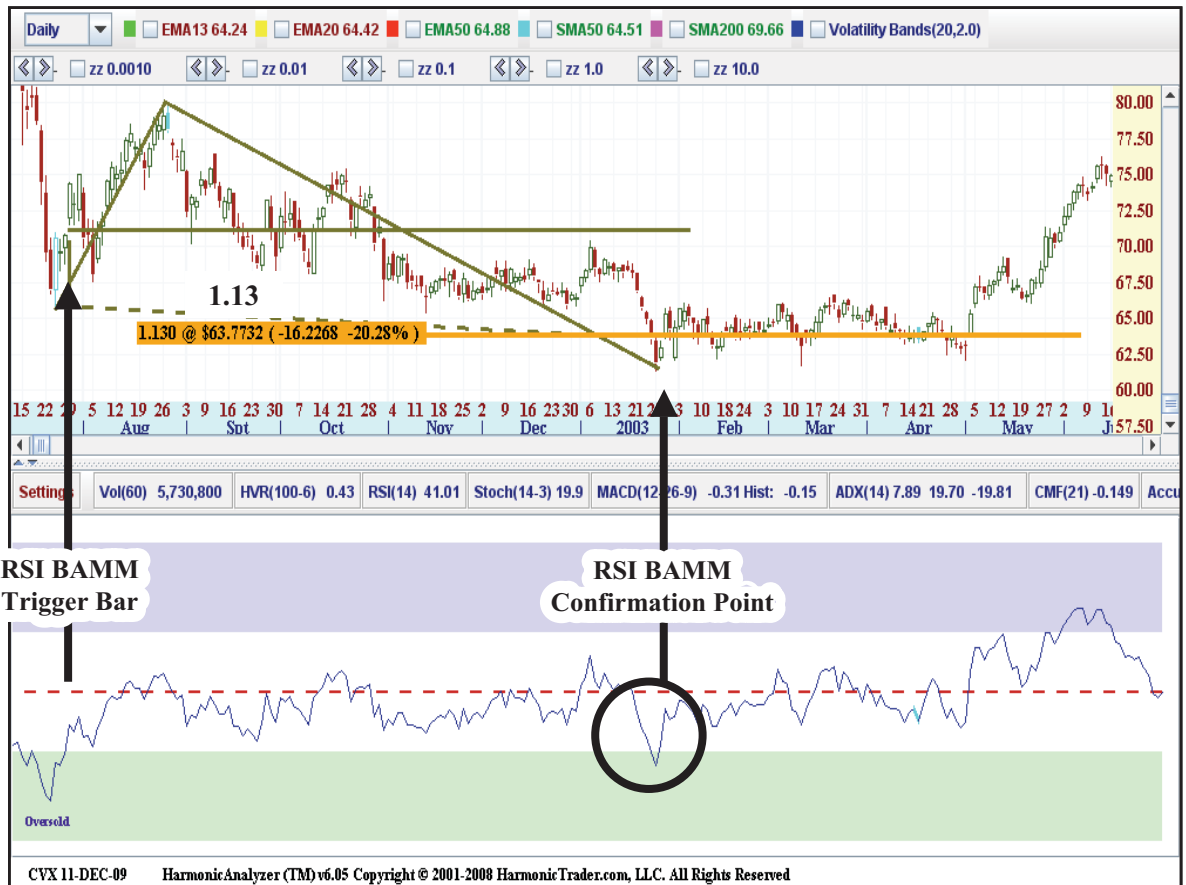 Daily EMA13 64.24 EMA20 64.42 EMA50 64.88 SMA50 64.51 SMA200 69.66 Volatility Bands(20,2.0)
zz 0.0010 zz 0.01 zz 0.1 zz 1.0 zz 10.0
80.00
77.50
75.00
72.50
70.00
67.50
65.00
62.50
60.00
57.50
1.13
1.130 @ $63.7732 ( -16.2268 -20.28% )
15 22 29 5 12 19 26 3 9 16 23 30 7 14 21 28 4 11 18 25 2 9 16 23 30 6 13 21 3 10 18 24 3 10 17 24 31 7 14 21 28 5 12 19 27 2 9 16
Aug Spt Oct Nov Dec 2003 Feb Mar Apr May
Settings Vol(60) 5,730,800 HVR(100-6) 0.43 RSI(14) 41.01 Stoch(14-3) 19.9 MACD(12-26-9) -0.31 Hist: -0.15 ADX(14) 7.89 19.70 -19.81 CMF(21) -0.149 Accu
RSI BAMM
Trigger Bar
RSI BAMM
Confirmation Point
Oversold
CVX 11-DEC-09 HarmonicAnalyzer (TM) v6.05 Copyright © 2001-2008 HarmonicTrader.com, LLC. All Rights Reserved